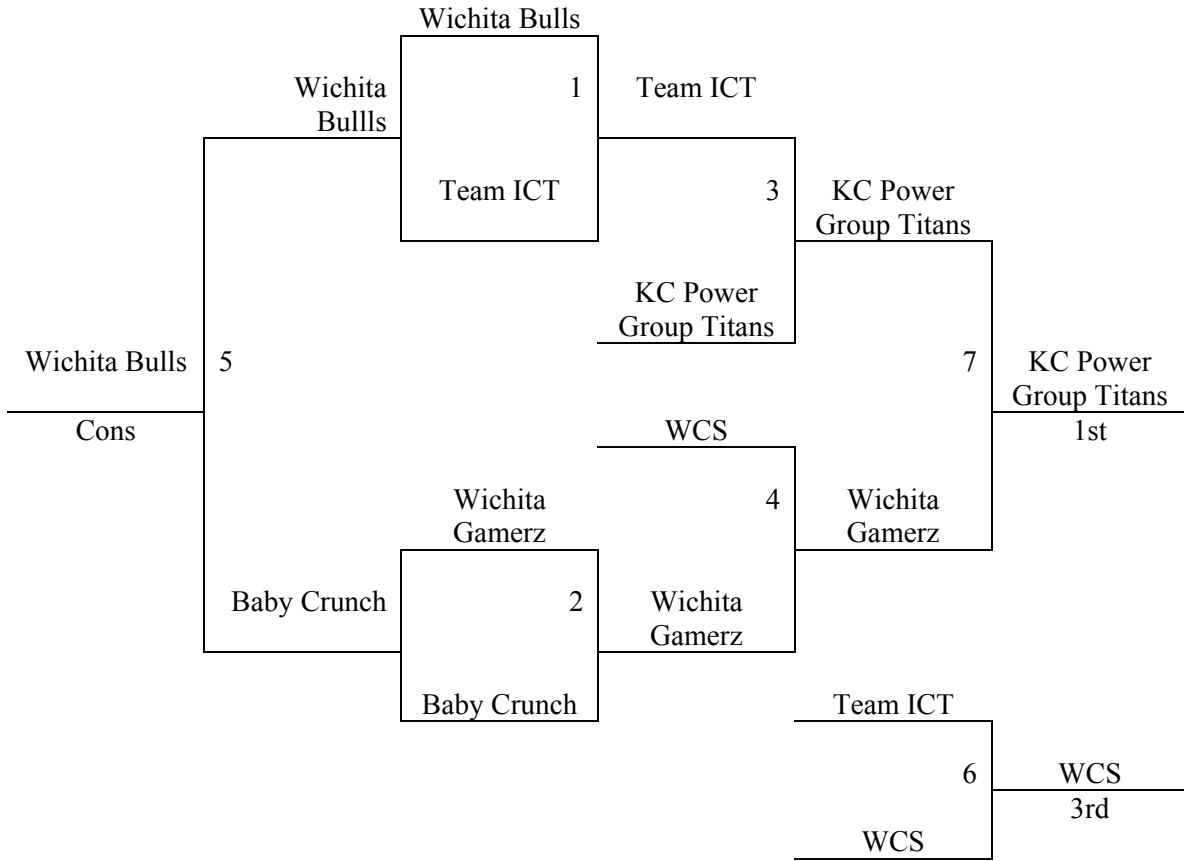 Wichita Bulls
Wichita
Bullls
1
Team ICT
Team ICT
3
KC Power
Group Titans
KC Power
Group Titans
Wichita Bulls
5
7
KC Power
Group Titans
Cons
WCS
1st
Wichita
Gamerz
4
Wichita
Gamerz
Baby Crunch
2
Wichita
Gamerz
Baby Crunch
Team ICT
6
WCS
3rd
WCS